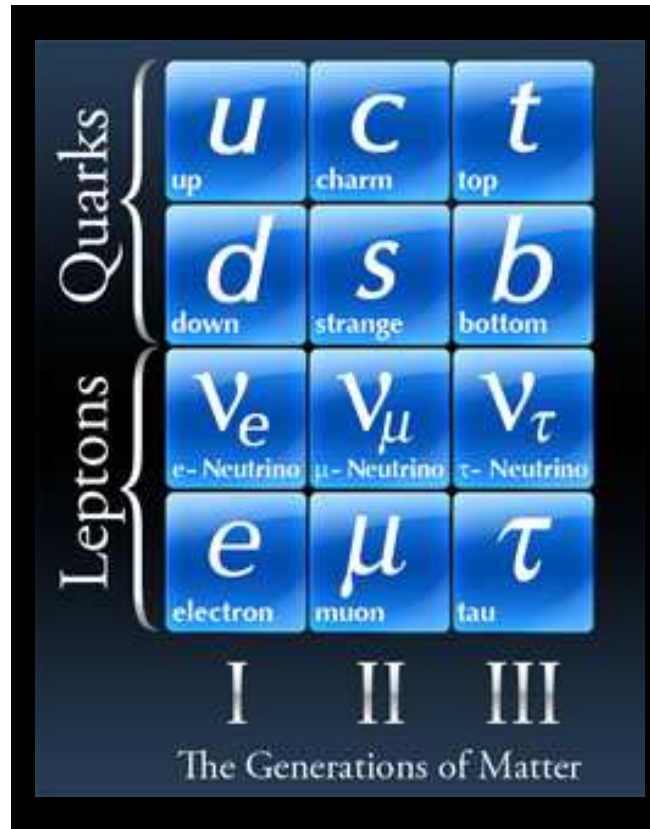 Quarks
u c t
up charm top
d s b
down strange bottom
Leptons
νe νμ ντ
e- Neutrino μ- Neutrino τ- Neutrino
e μ τ
electron muon tau
I II III
The Generations of Matter